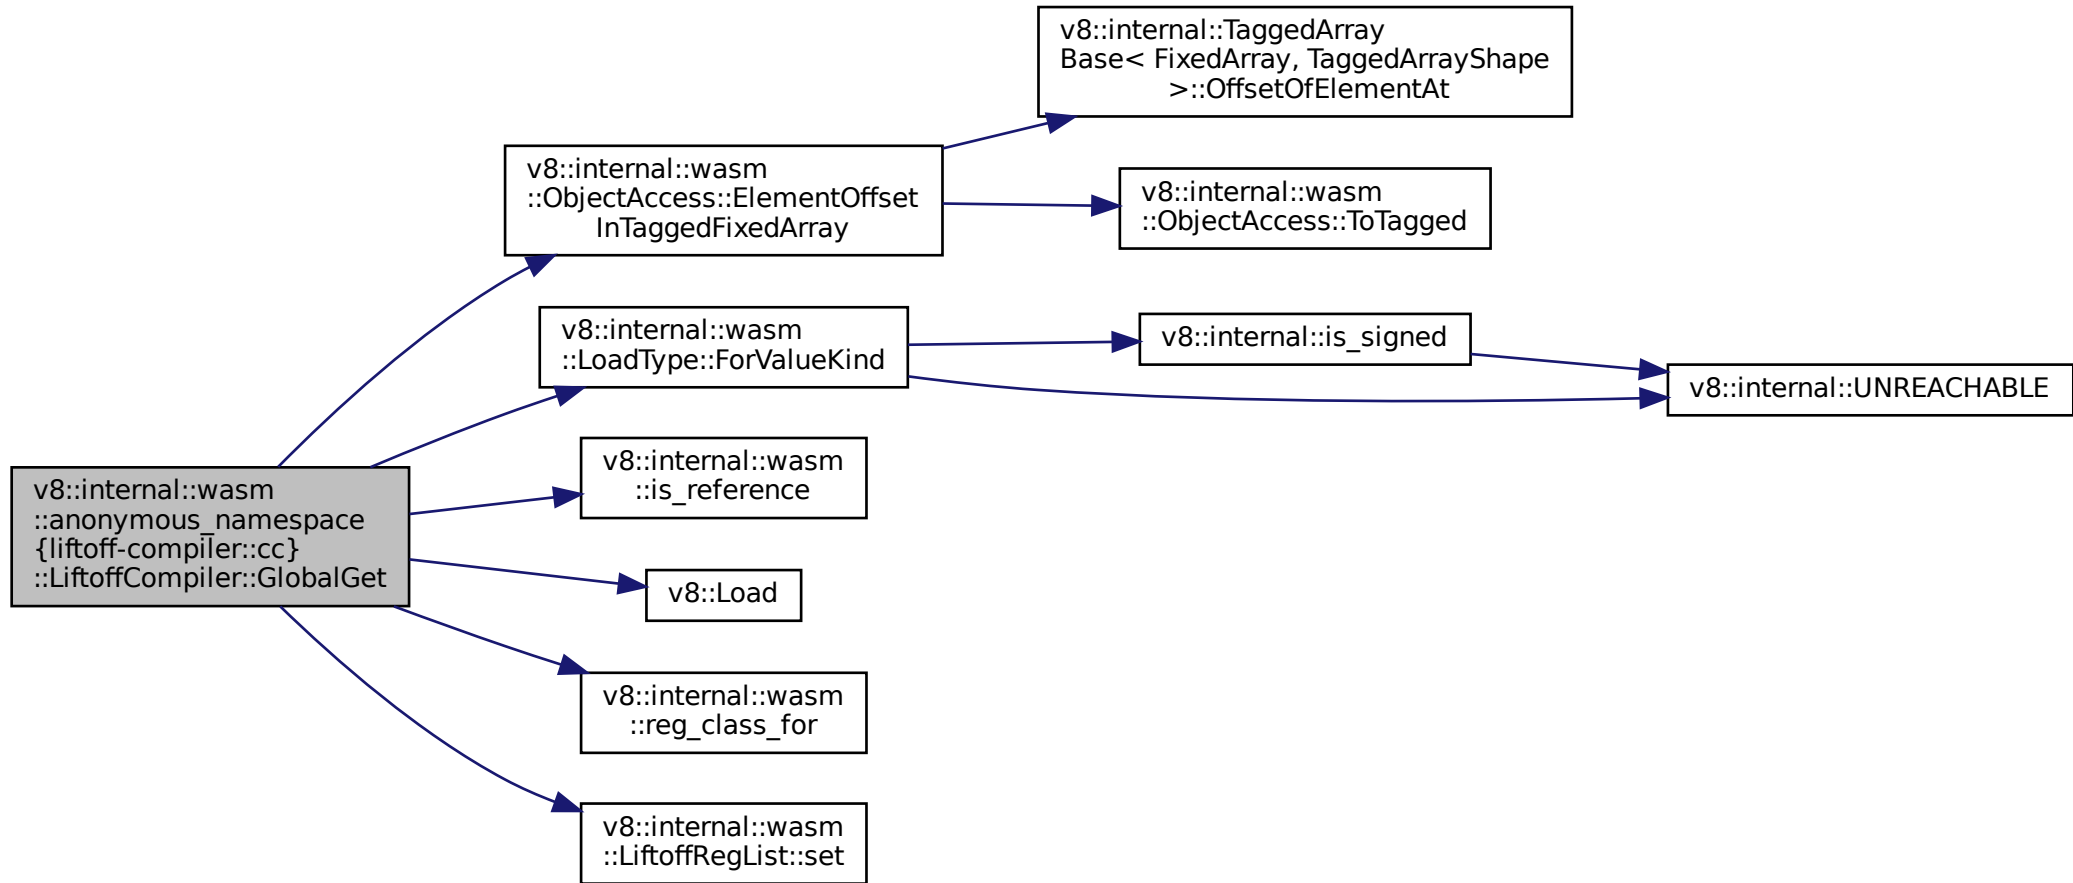 v8::internal::TaggedArray
Base< FixedArray, TaggedArrayShape
>::OffsetOfElementAt
v8::internal::wasm
::ObjectAccess::ElementOffset
InTaggedFixedArray
v8::internal::wasm
::ObjectAccess::ToTagged
v8::internal::wasm
::LoadType::ForValueKind
v8::internal::is_signed
v8::internal::UNREACHABLE
v8::internal::wasm
::is_reference
v8::internal::wasm
::anonymous_namespace
{liftoff-compiler::cc}
::LiftoffCompiler::GlobalGet
v8::Load
v8::internal::wasm
::reg_class_for
v8::internal::wasm
::LiftoffRegList::set